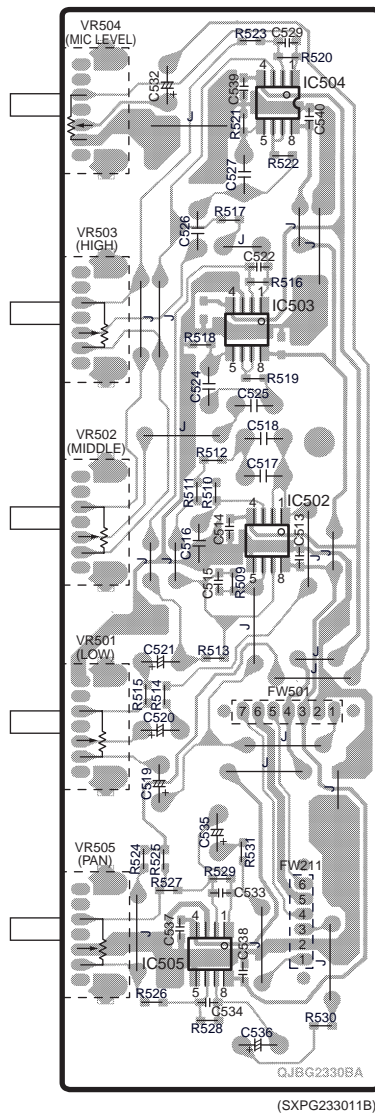 VR504
(MIC LEVEL)
R523
C529
R520
C532
C539
4
1
IC504
R521
5
8
C540
R522
C527
C526
R517
J
VR503
(HIGH)
J
J
C522
R516
4
1
IC503
J
J
R518
5
8
R519
C524
C525
VR502
(MIDDLE)
J
C518
R512
C517
R511
R510
4
1
IC502
C514
C513
C516
5
8
C515
R509
J
J
J
VR501
(LOW)
C521
R513
J
J
R515
R514
FW501
7
6
5
4
3
2
1
C520
J
C519
J
J
C535
VR505
(PAN)
R524
R525
R531
R527
R529
FW211
C533
6
5
4
3
2
1
C537
4
1
J
C538
IC505
5
8
J
J
R526
C534
R528
R530
C536
QJBG2330BA
(SXPG233011B)